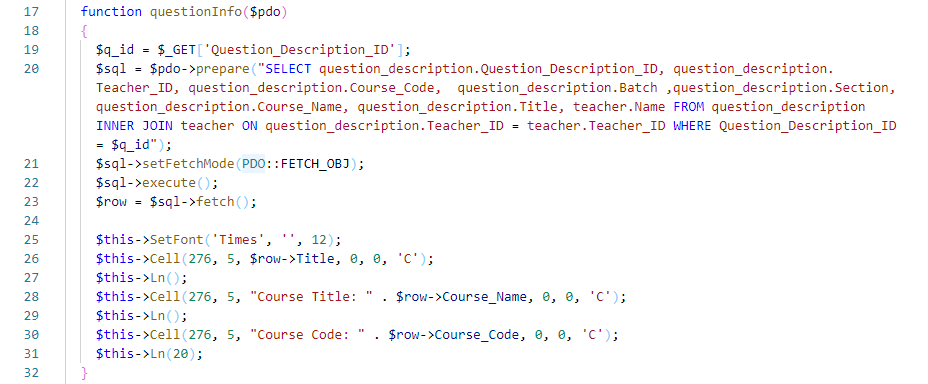 17 function questionInfo($pdo)
18 {
19 $q_id = $_GET['Question_Description_ID'];
20 $sql = $pdo->prepare("SELECT question_description.Question_Description_ID, question_description.
Teacher_ID, question_description.Course_Code,  question_description.Batch ,question_description.Section,
question_description.Course_Name, question_description.Title, teacher.Name FROM question_description
INNER JOIN teacher ON question_description.Teacher_ID = teacher.Teacher_ID WHERE Question_Description_ID
= $q_id");
21 $sql->setFetchMode(PDO::FETCH_OBJ);
22 $sql->execute();
23 $row = $sql->fetch();
24
25 $this->SetFont('Times', '', 12);
26 $this->Cell(276, 5, $row->Title, 0, 0, 'C');
27 $this->Ln();
28 $this->Cell(276, 5, "Course Title: " . $row->Course_Name, 0, 0, 'C');
29 $this->Ln();
30 $this->Cell(276, 5, "Course Code: " . $row->Course_Code, 0, 0, 'C');
31 $this->Ln(20);
32 }